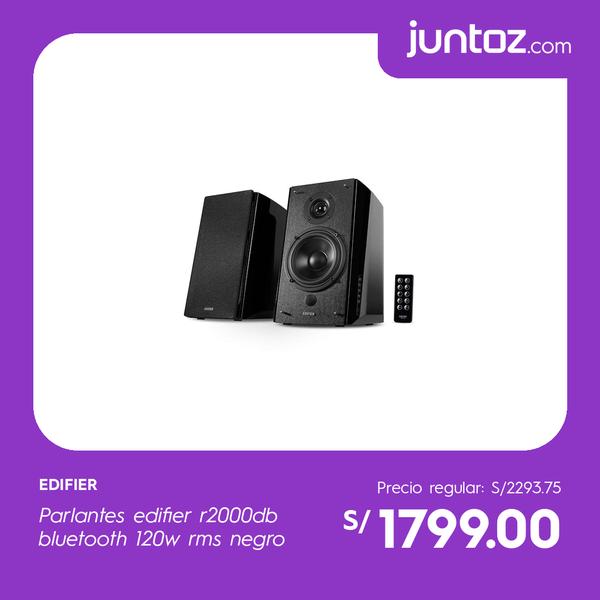 juntoz.com
EDIFIER
Parlantes edifier r2000db
bluetooth 120w rms negro
Precio regular: S/2293.75
S/1799.00